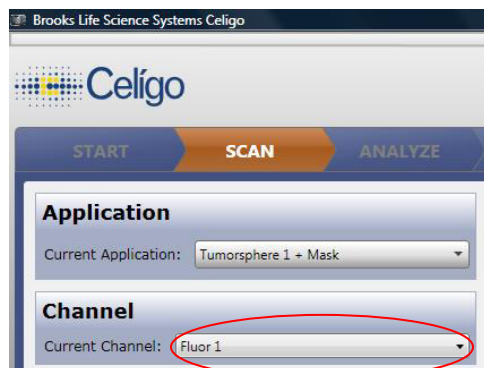 Brooks Life Science Systems Celigo
Celígo
START SCAN ANALYZE
Application
Current Application: Tumorsphere 1 + Mask
Channel
Current Channel: Fluor 1